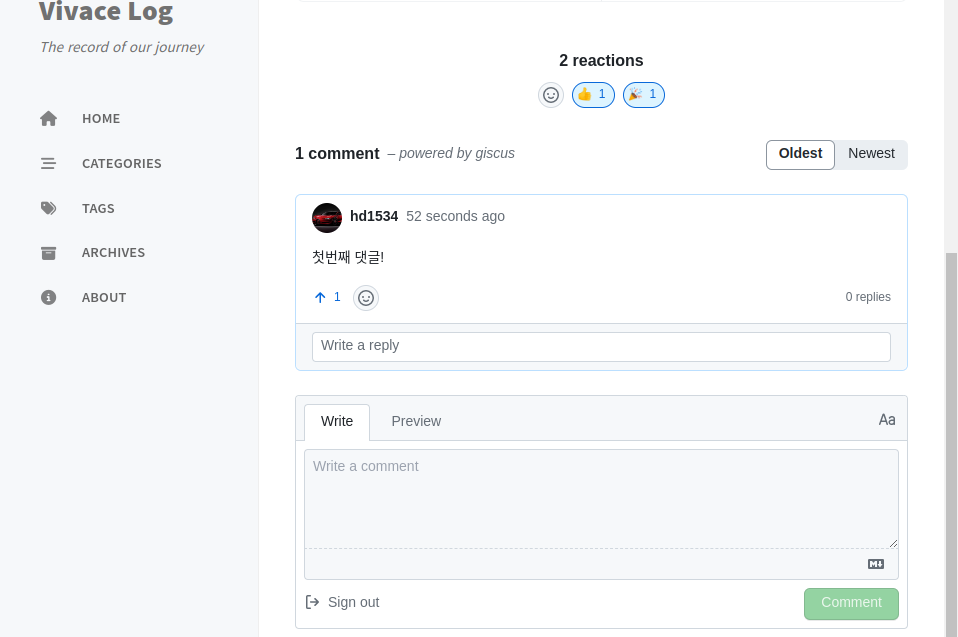 Vivace Log
The record of our journey
HOME
CATEGORIES
TAGS
ARCHIVES
ABOUT
2 reactions
1 1
1 comment – powered by giscus
Oldest Newest
hd1534 52 seconds ago
첫번째 댓글!
1 0 replies
Write a reply
Write Preview Aa
Write a comment
M
Sign out Comment